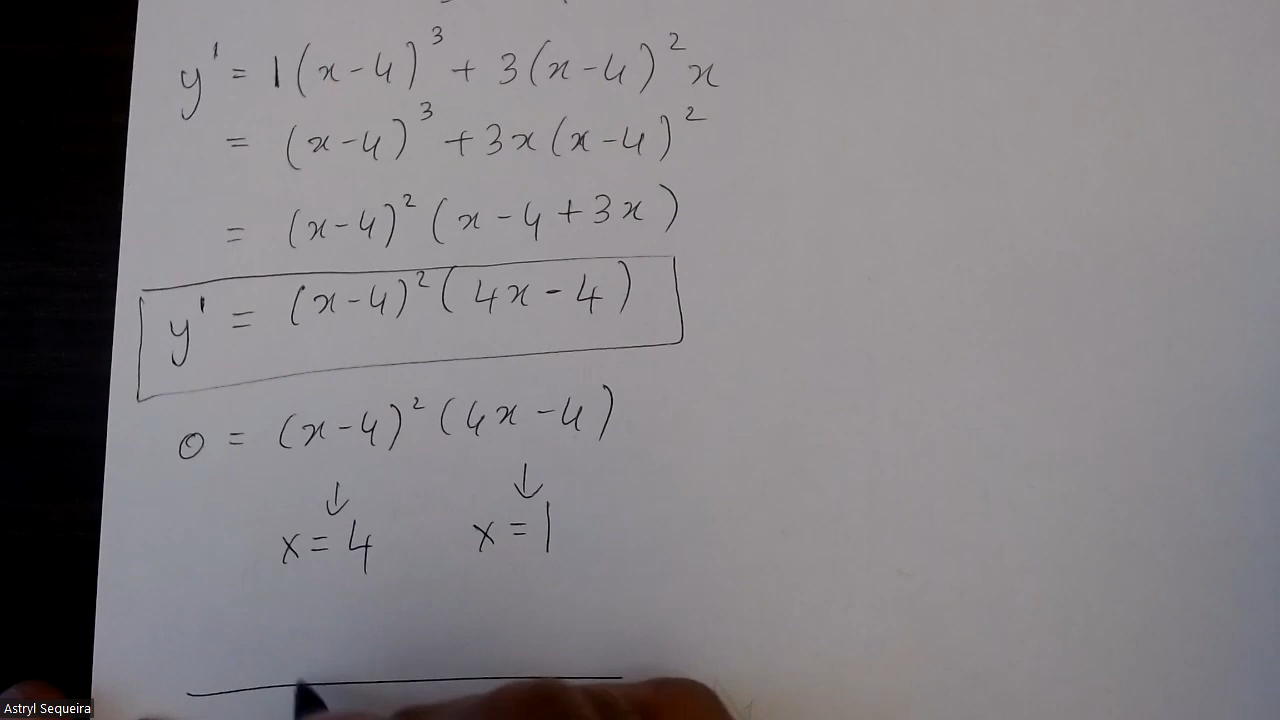 y' = 1(x-4)³ + 3(x-4)² x
= (x-4)³ + 3x(x-4)²
= (x-4)² (x-4+3x)
y' = (x-4)² (4x-4)
0 = (x-4)² (4x-4)
↓ ↓
x=4 x=1
Astryl Sequeira